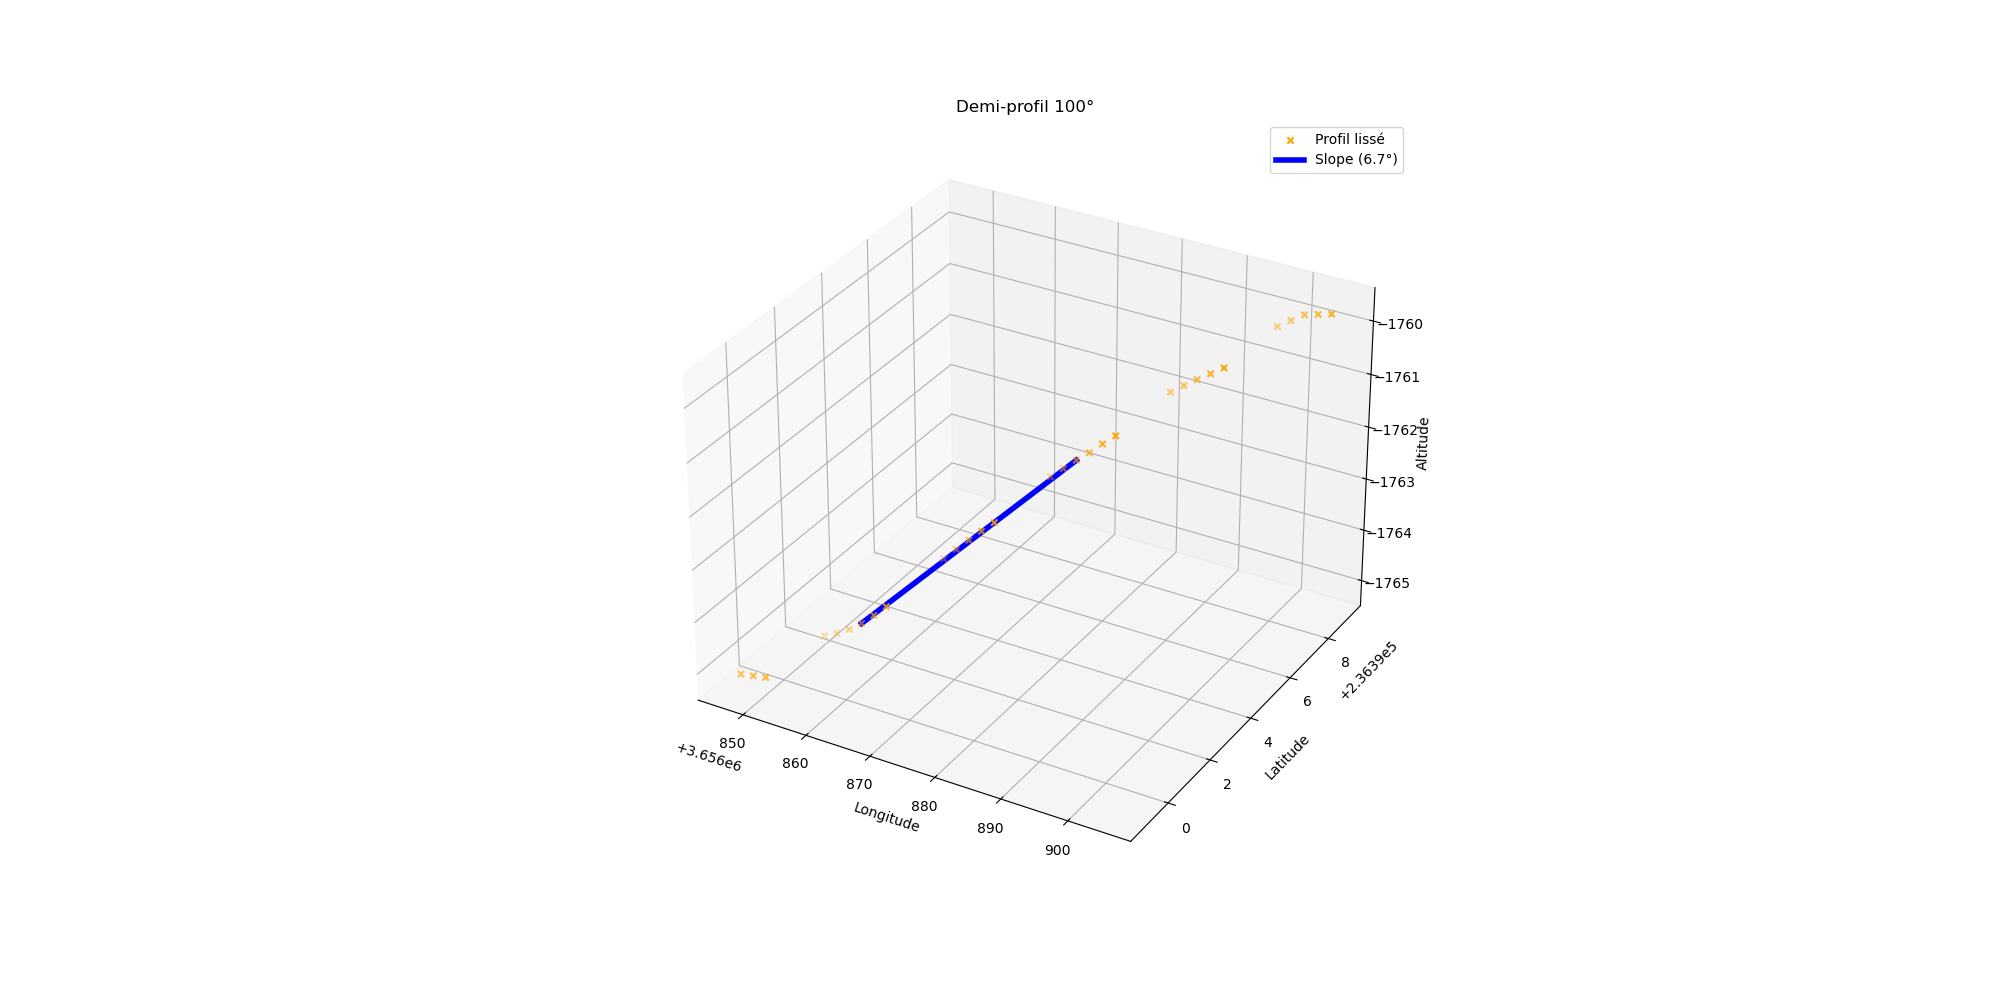 Demi-profil 100°
Profil lissé
Slope (6.7°)
−1760
−1761
−1762
−1763
−1764
−1765
Altitude
8
6
4
2
0
+2.3639e5
Latitude
850
860
870
880
890
900
+3.656e6
Longitude